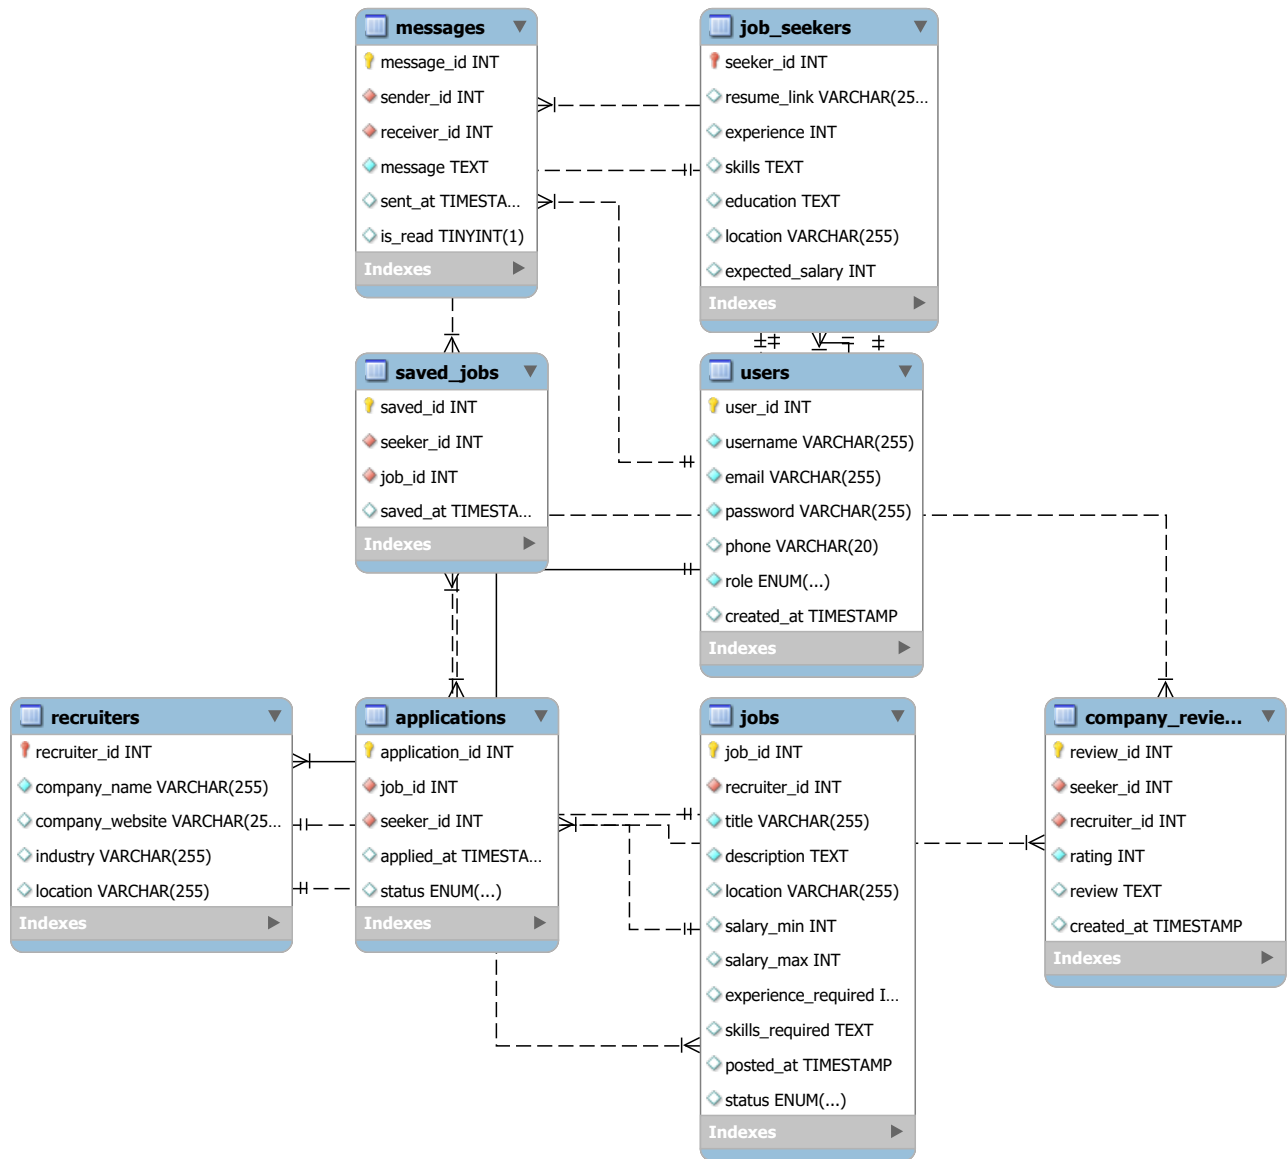 messages
message_id INT
sender_id INT
receiver_id INT
message TEXT
sent_at TIMESTA...
is_read TINYINT(1)
Indexes
job_seekers
seeker_id INT
resume_link VARCHAR(25...
experience INT
skills TEXT
education TEXT
location VARCHAR(255)
expected_salary INT
Indexes
saved_jobs
saved_id INT
seeker_id INT
job_id INT
saved_at TIMESTA...
Indexes
users
user_id INT
username VARCHAR(255)
email VARCHAR(255)
password VARCHAR(255)
phone VARCHAR(20)
role ENUM(...)
created_at TIMESTAMP
Indexes
recruiters
recruiter_id INT
company_name VARCHAR(255)
company_website VARCHAR(25...
industry VARCHAR(255)
location VARCHAR(255)
Indexes
applications
application_id INT
job_id INT
seeker_id INT
applied_at TIMESTA...
status ENUM(...)
Indexes
jobs
job_id INT
recruiter_id INT
title VARCHAR(255)
description TEXT
location VARCHAR(255)
salary_min INT
salary_max INT
experience_required I...
skills_required TEXT
posted_at TIMESTAMP
status ENUM(...)
Indexes
company_revie...
review_id INT
seeker_id INT
recruiter_id INT
rating INT
review TEXT
created_at TIMESTAMP
Indexes